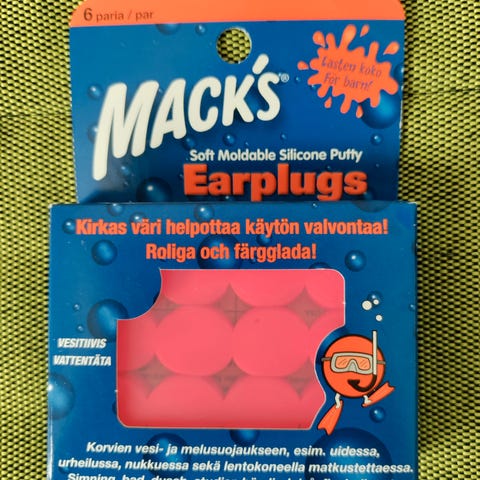 6 paria / par
Lasten koko
För barn!
MACK'S®
Soft Moldable Silicone Putty
Earplugs
Kirkas väri helpottaa käytön valvontaa!
Roliga och färgglada!
VESITIIVIS
VATTENTÄTA
Korvien vesi- ja melusuojaukseen, esim. uidessa,
urheilussa, nukkuessa sekä lentokoneella matkustettaessa.